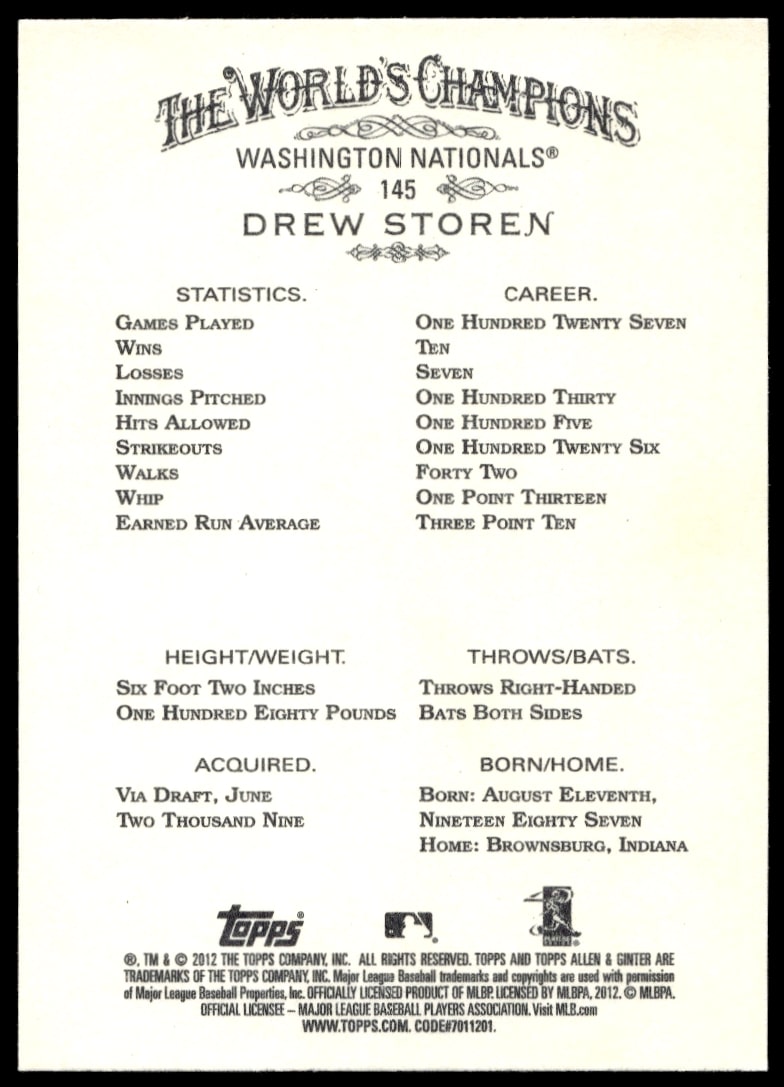 THE WORLD'S CHAMPIONS
WASHINGTON NATIONALS®
145
DREW STOREN
STATISTICS. CAREER.
GAMES PLAYED ONE HUNDRED TWENTY SEVEN
WINS TEN
LOSSES SEVEN
INNINGS PITCHED ONE HUNDRED THIRTY
HITS ALLOWED ONE HUNDRED FIVE
STRIKEOUTS ONE HUNDRED TWENTY SIX
WALKS FORTY TWO
WHIP ONE POINT THIRTEEN
EARNED RUN AVERAGE THREE POINT TEN
HEIGHT/WEIGHT. THROWS/BATS.
SIX FOOT TWO INCHES THROWS RIGHT-HANDED
ONE HUNDRED EIGHTY POUNDS BATS BOTH SIDES
ACQUIRED. BORN/HOME.
VIA DRAFT, JUNE BORN: AUGUST ELEVENTH,
TWO THOUSAND NINE NINETEEN EIGHTY SEVEN
HOME: BROWNSBURG, INDIANA
Topps®
®, TM & © 2012 THE TOPPS COMPANY, INC. ALL RIGHTS RESERVED. TOPPS AND TOPPS ALLEN & GINTER ARE
TRADEMARKS OF THE TOPPS COMPANY, INC. Major League Baseball trademarks and copyrights are used with permission
of Major League Baseball Properties, Inc. OFFICIALLY LICENSED PRODUCT OF MLBP. LICENSED BY MLBPA, 2012. © MLBPA.
OFFICIAL LICENSEE – MAJOR LEAGUE BASEBALL PLAYERS ASSOCIATION. Visit MLB.com
WWW.TOPPS.COM. CODE#7011201.